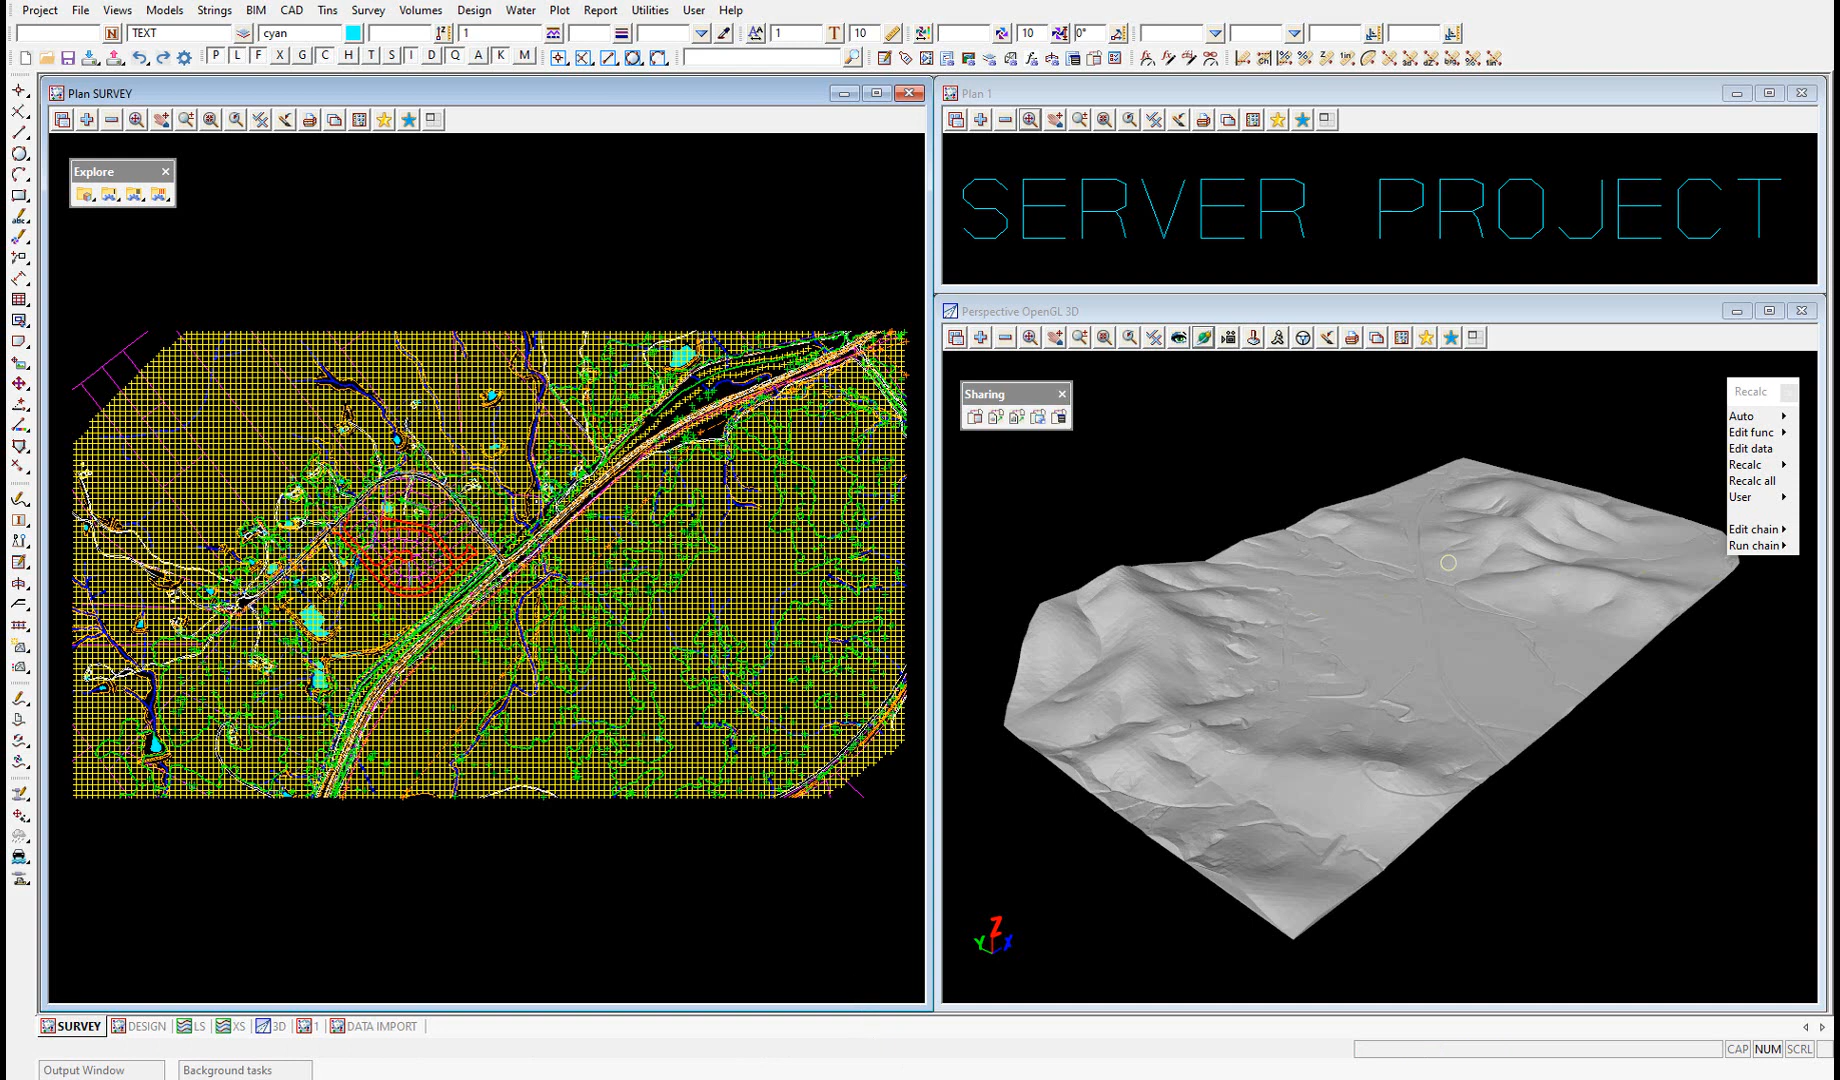 Project File Views Models Strings BIM CAD Tins Survey Volumes Design Water Plot Report Utilities User Help
N TEXT cyan 1 1 T 10 10 0°
P L F X G C H T S I D Q A K M
Plan SURVEY
Plan 1
Explore
SERVER PROJECT
Perspective OpenGL 3D
Sharing
Recalc
Auto
Edit func
Edit data
Recalc
Recalc all
User
Edit chain
Run chain
Z
Y X
SURVEY DESIGN LS XS 3D 1 DATA IMPORT
CAP NUM SCRL
Output Window Background tasks